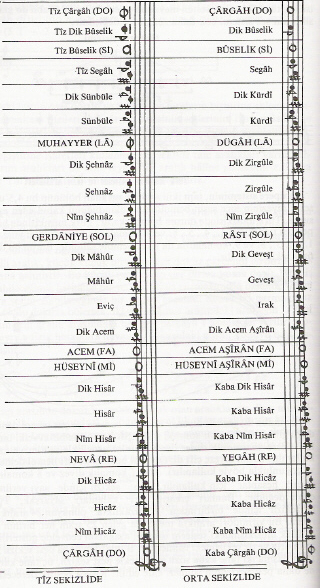 Tîz Çârgâh (DO)
Tîz Dik Bûselik
Tîz Bûselik (Sİ)
Tîz Segâh
Dik Sünbüle
Sünbüle
MUHAYYER (LÂ)
Dik Şehnâz
Şehnâz
Nîm Şehnâz
GERDÂNİYE (SOL)
Dik Mâhûr
Mâhûr
Eviç
Dik Acem
ACEM (FA)
HÜSEYNÎ (Mİ)
Dik Hisâr
Hisâr
Nîm Hisâr
NEVÂ (RE)
Dik Hicâz
Hicâz
Nîm Hicâz
ÇÂRGÂH (DO)
TÎZ SEKİZLİDE
ÇÂRGÂH (DO)
Dik Bûselik
BÛSELİK (Sİ)
Segâh
Dik Kürdî
Kürdî
DÜGÂH (LÂ)
Dik Zirgûle
Zirgûle
Nîm Zirgûle
RÂST (SOL)
Dik Geveşt
Geveşt
Irak
Dik Acem Aşîrân
ACEM AŞÎRÂN (FA)
HÜSEYNÎ AŞÎRÂN (Mİ)
Kaba Dik Hisâr
Kaba Hisâr
Kaba Nîm Hisâr
YEGÂH (RE)
Kaba Dik Hicâz
Kaba Hicâz
Kaba Nîm Hicâz
Kaba Çârgâh (DO)
ORTA SEKİZLİDE